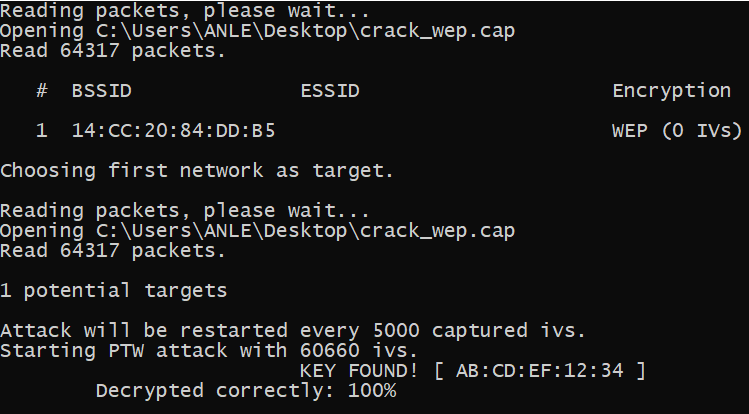 Reading packets, please wait...
Opening C:\Users\ANLE\Desktop\crack_wep.cap
Read 64317 packets.
# BSSID ESSID Encryption
1 14:CC:20:84:DD:B5 WEP (0 IVs)
Choosing first network as target.
Reading packets, please wait...
Opening C:\Users\ANLE\Desktop\crack_wep.cap
Read 64317 packets.
1 potential targets
Attack will be restarted every 5000 captured ivs.
Starting PTW attack with 60660 ivs.
KEY FOUND! [ AB:CD:EF:12:34 ]
Decrypted correctly: 100%